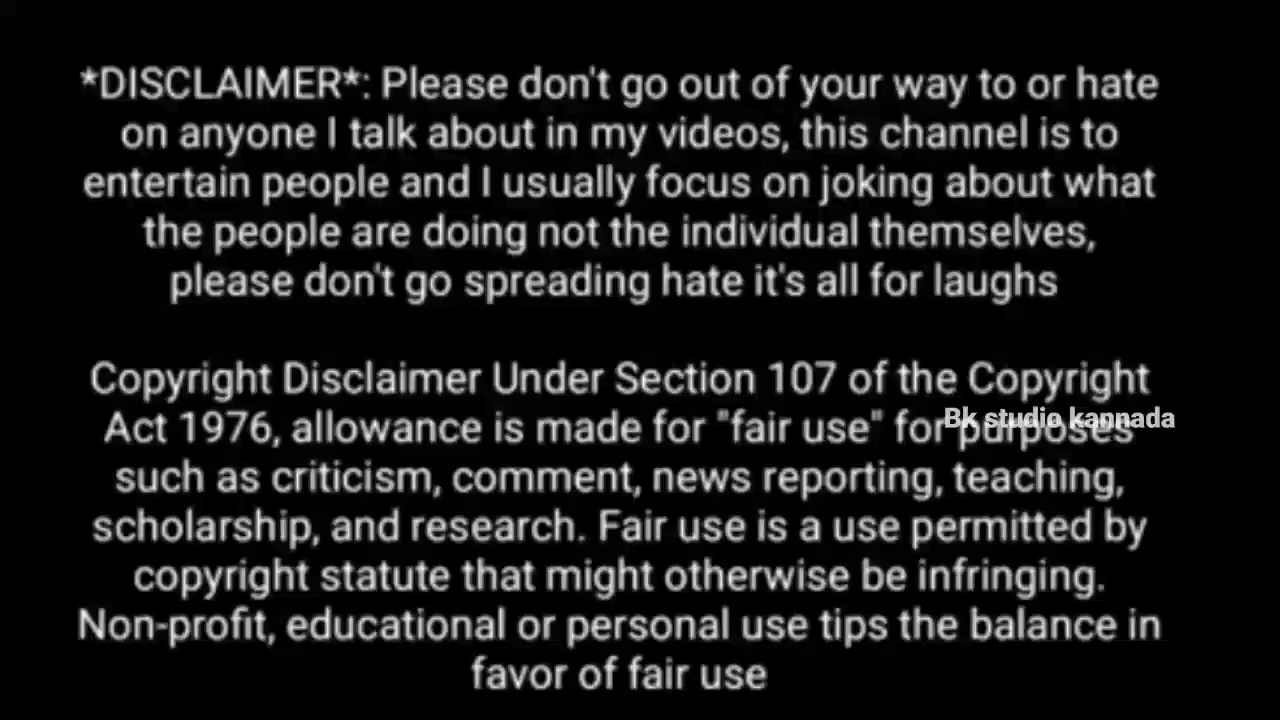 *DISCLAIMER*: Please don't go out of your way to or hate
on anyone I talk about in my videos, this channel is to
entertain people and I usually focus on joking about what
the people are doing not the individual themselves,
please don't go spreading hate it's all for laughs
Copyright Disclaimer Under Section 107 of the Copyright
Act 1976, allowance is made for "fair use" for purposes
Bk studio kannada
such as criticism, comment, news reporting, teaching,
scholarship, and research. Fair use is a use permitted by
copyright statute that might otherwise be infringing.
Non-profit, educational or personal use tips the balance in
favor of fair use